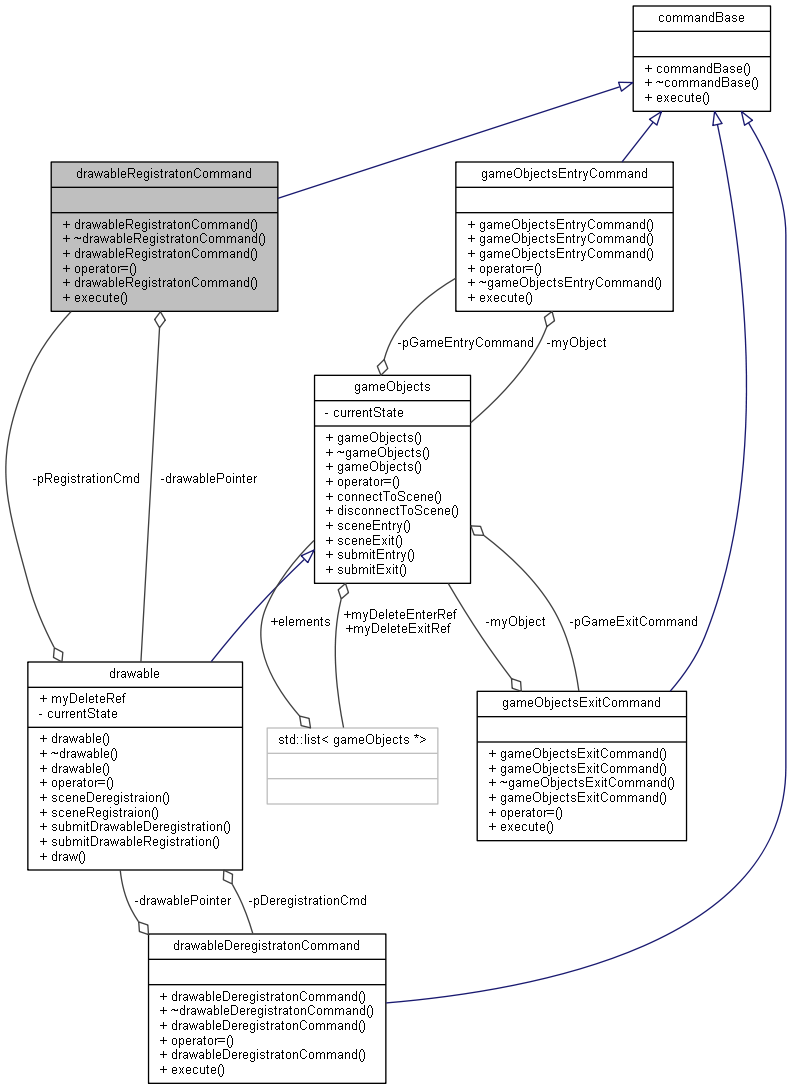 commandBase
+ commandBase()
+ ~commandBase()
+ execute()
drawableRegistratonCommand
+ drawableRegistratonCommand()
+ ~drawableRegistratonCommand()
+ drawableRegistratonCommand()
+ operator=()
+ drawableRegistratonCommand()
+ execute()
gameObjectsEntryCommand
+ gameObjectsEntryCommand()
+ gameObjectsEntryCommand()
+ gameObjectsEntryCommand()
+ operator=()
+ ~gameObjectsEntryCommand()
+ execute()
-pGameEntryCommand
-myObject
gameObjects
- currentState
+ gameObjects()
+ ~gameObjects()
+ gameObjects()
+ operator=()
+ connectToScene()
+ disconnectToScene()
+ sceneEntry()
+ sceneExit()
+ submitEntry()
+ submitExit()
-pRegistrationCmd
-drawablePointer
+elements
+myDeleteEnterRef
+myDeleteExitRef
-myObject
-pGameExitCommand
drawable
+ myDeleteRef
- currentState
+ drawable()
+ ~drawable()
+ drawable()
+ operator=()
+ sceneDeregistraion()
+ sceneRegistraion()
+ submitDrawableDeregistration()
+ submitDrawableRegistration()
+ draw()
std::list< gameObjects *>
gameObjectsExitCommand
+ gameObjectsExitCommand()
+ gameObjectsExitCommand()
+ ~gameObjectsExitCommand()
+ gameObjectsExitCommand()
+ operator=()
+ execute()
-drawablePointer
-pDeregistrationCmd
drawableDeregistratonCommand
+ drawableDeregistratonCommand()
+ ~drawableDeregistratonCommand()
+ drawableDeregistratonCommand()
+ operator=()
+ drawableDeregistratonCommand()
+ execute()